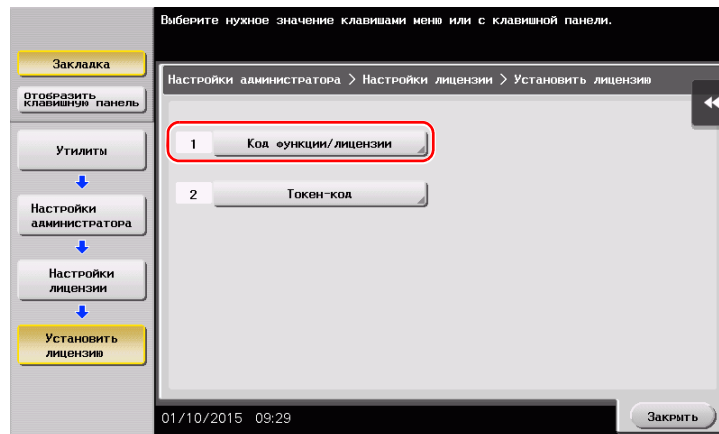 Выберите нужное значение клавишами меню или с клавишной панели.
Закладка
Отобразить
клавишную панель
Утилиты
Настройки
администратора
Настройки
лицензии
Установить
лицензию
Настройки администратора > Настройки лицензии > Установить лицензию
1 Код функции/лицензии
2 Токен-код
01/10/2015 09:29
Закрыть